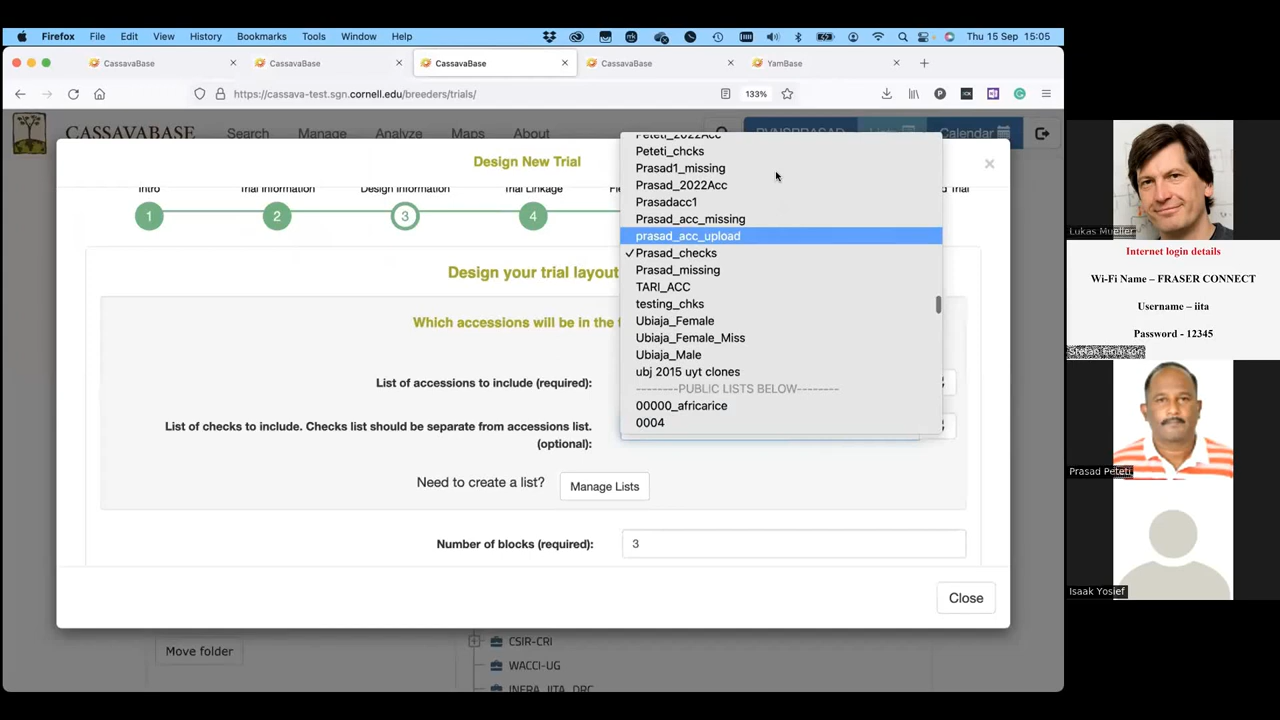 Firefox File Edit View History Bookmarks Tools Window Help Thu 15 Sep 15:05
CassavaBase CassavaBase CassavaBase CassavaBase YamBase
https://cassava-test.sgn.cornell.edu/breeders/trials/ 133%
CASSAVABASE Search Manage Analyze Maps About Calendar
Design New Trial
Intro Trial Information Design Information Trial Linkage
1 2 3 4
Design your trial layout
Which accessions will be in the
List of accessions to include (required):
List of checks to include. Checks list should be separate from accessions list.
(optional):
Need to create a list? Manage Lists
Number of blocks (required): 3
Close
Peteti_2022Acc
Peteti_chcks
Prasad1_missing
Prasad_2022Acc
Prasadacc1
Prasad_acc_missing
prasad_acc_upload
✓ Prasad_checks
Prasad_missing
TARI_ACC
testing_chks
Ubiaja_Female
Ubiaja_Female_Miss
Ubiaja_Male
ubj 2015 uyt clones
--------PUBLIC LISTS BELOW--------
00000_africarice
0004
Move folder
CSIR-CRI
WACCI-UG
INFRA_IITA_DRC
Lukas Mueller
Internet login details
Wi-Fi Name – FRASER CONNECT
Username – iita
Password - 12345
Prasad Peteti
Isaak Yosief